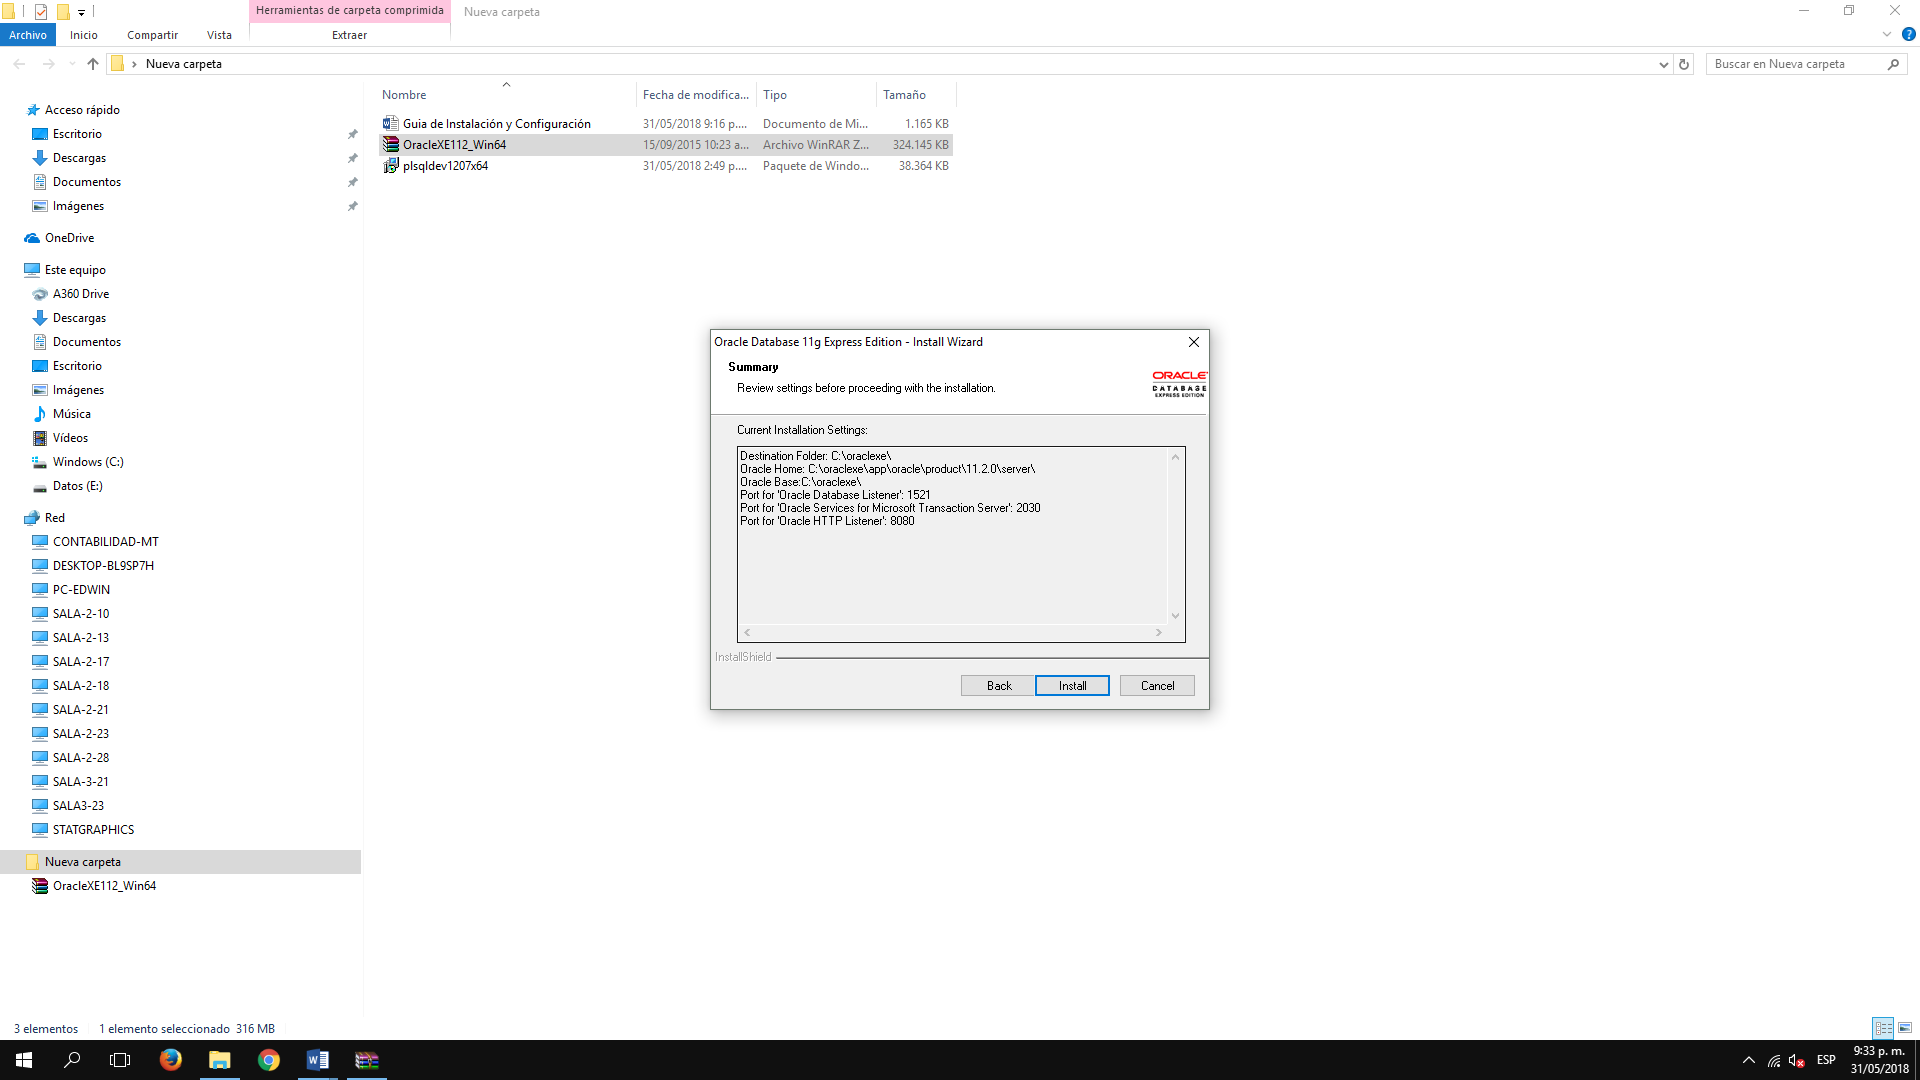 Herramientas de carpeta comprimida
Nueva carpeta
Archivo
Inicio
Compartir
Vista
Extraer
Nueva carpeta
Buscar en Nueva carpeta
Nombre
Fecha de modifica...
Tipo
Tamaño
Guia de Instalación y Configuración
31/05/2018 9:16 p....
Documento de Mi...
1.165 KB
OracleXE112_Win64
15/09/2015 10:23 a...
Archivo WinRAR Z...
324.145 KB
plsqldev1207x64
31/05/2018 2:49 p....
Paquete de Windo...
38.364 KB
Acceso rápido
Escritorio
Descargas
Documentos
Imágenes
OneDrive
Este equipo
A360 Drive
Descargas
Documentos
Escritorio
Imágenes
Música
Vídeos
Windows (C:)
Datos (E:)
Red
CONTABILIDAD-MT
DESKTOP-BL9SP7H
PC-EDWIN
SALA-2-10
SALA-2-13
SALA-2-17
SALA-2-18
SALA-2-21
SALA-2-23
SALA-2-28
SALA-3-21
SALA3-23
STATGRAPHICS
Nueva carpeta
OracleXE112_Win64
Oracle Database 11g Express Edition - Install Wizard
Summary
Review settings before proceeding with the installation.
ORACLE
DATABASE
EXPRESS EDITION
Current Installation Settings:
Destination Folder: C:\oraclexe\
Oracle Home: C:\oraclexe\app\oracle\product\11.2.0\server\
Oracle Base:C:\oraclexe\
Port for 'Oracle Database Listener': 1521
Port for 'Oracle Services for Microsoft Transaction Server': 2030
Port for 'Oracle HTTP Listener': 8080
InstallShield
Back
Install
Cancel
3 elementos
1 elemento seleccionado 316 MB
ESP
9:33 p. m.
31/05/2018